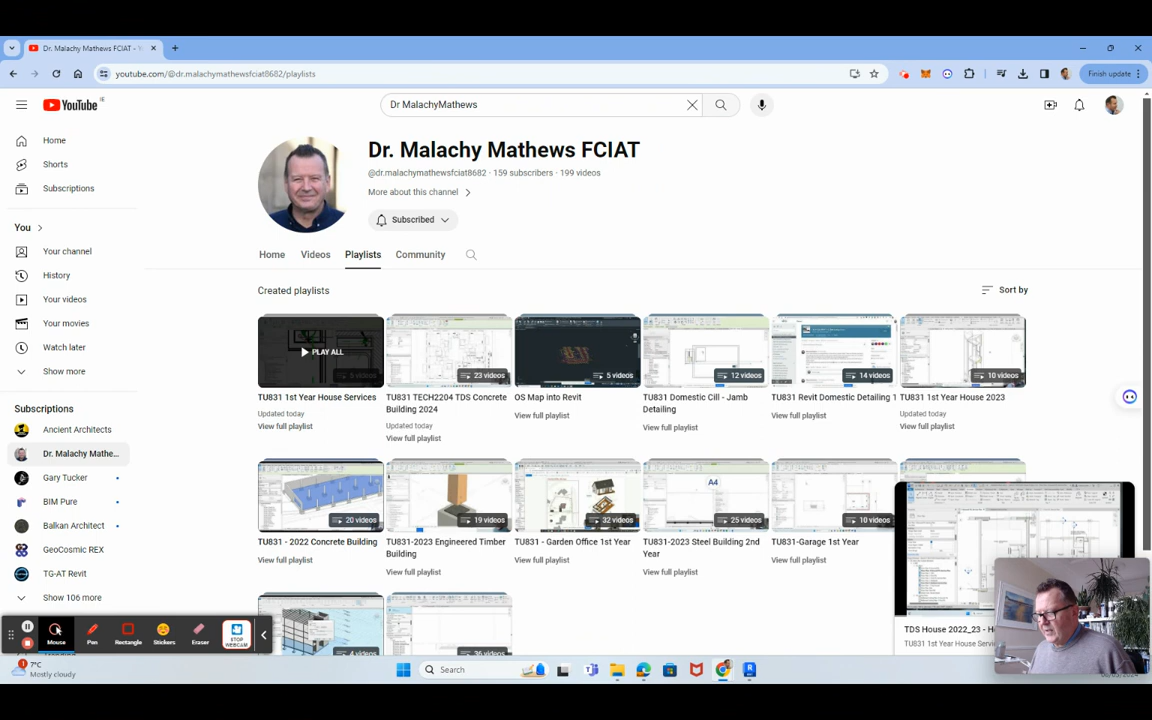 Dr. Malachy Mathews FCIAT -
youtube.com/@dr.malachymathewsfciat8682/playlists
Finish update
YouTube
IE
Dr MalachyMathews
Home
Shorts
Subscriptions
You
Your channel
History
Your videos
Your movies
Watch later
Show more
Subscriptions
Ancient Architects
Dr. Malachy Mathe...
Gary Tucker
BIM Pure
Balkan Architect
GeoCosmic REX
TG-AT Revit
Show 106 more
Dr. Malachy Mathews FCIAT
@dr.malachymathewsfciat8682 · 159 subscribers · 199 videos
More about this channel
Subscribed
Home Videos Playlists Community
Created playlists
Sort by
PLAY ALL
23 videos
5 videos
12 videos
14 videos
10 videos
TU831 1st Year House Services
Updated today
View full playlist
TU831 TECH2204 TDS Concrete
Building 2024
Updated today
View full playlist
OS Map into Revit
View full playlist
TU831 Domestic Cill - Jamb
Detailing
View full playlist
TU831 Revit Domestic Detailing 1
View full playlist
TU831 1st Year House 2023
Updated today
View full playlist
20 videos
19 videos
32 videos
A4
25 videos
10 videos
TU831 - 2022 Concrete Building
View full playlist
TU831-2023 Engineered Timber
Building
View full playlist
TU831 - Garden Office 1st Year
View full playlist
TU831-2023 Steel Building 2nd
Year
View full playlist
TU831-Garage 1st Year
View full playlist
4 videos
36 videos
TDS House 2022_23 - H
TU831 1st Year House Servi
Mouse
Pen
Rectangle
Stickers
Eraser
STOP
WEBCAM
1
7°C
Mostly cloudy
Search